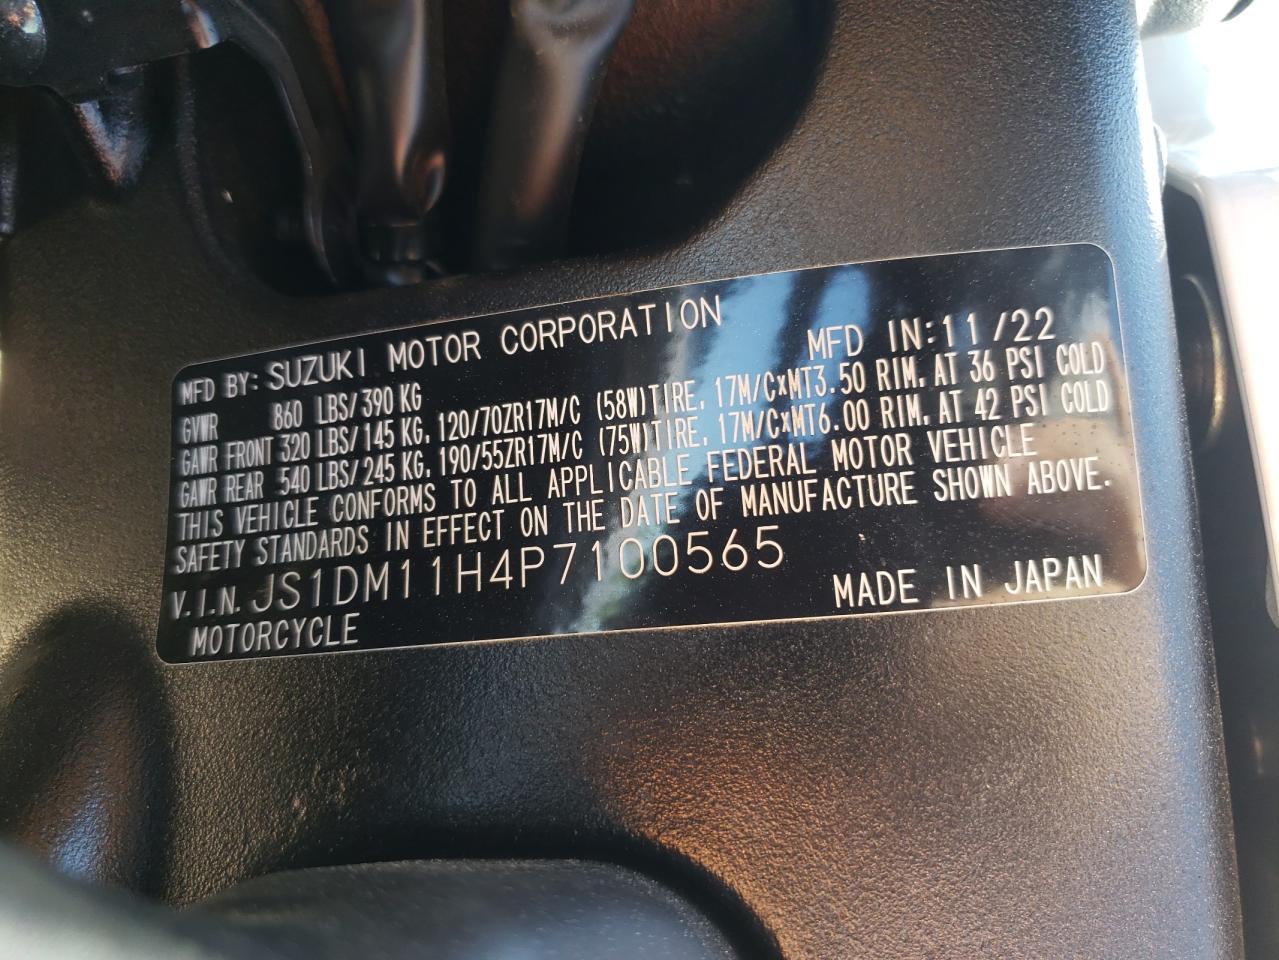 MFD BY: SUZUKI MOTOR CORPORATION MFD IN: 11/22
GVWR 860 LBS/390 KG
GAWR FRONT 320 LBS/145 KG, 120/70ZR17M/C (58W)TIRE, 17M/C×MT3.50 RIM, AT 36 PSI COLD
GAWR REAR 540 LBS/245 KG, 190/55ZR17M/C (75W)TIRE, 17M/C×MT6.00 RIM, AT 42 PSI COLD
THIS VEHICLE CONFORMS TO ALL APPLICABLE FEDERAL MOTOR VEHICLE
SAFETY STANDARDS IN EFFECT ON THE DATE OF MANUFACTURE SHOWN ABOVE.
V.I.N. JS1DM11H4P7100565
MOTORCYCLE MADE IN JAPAN